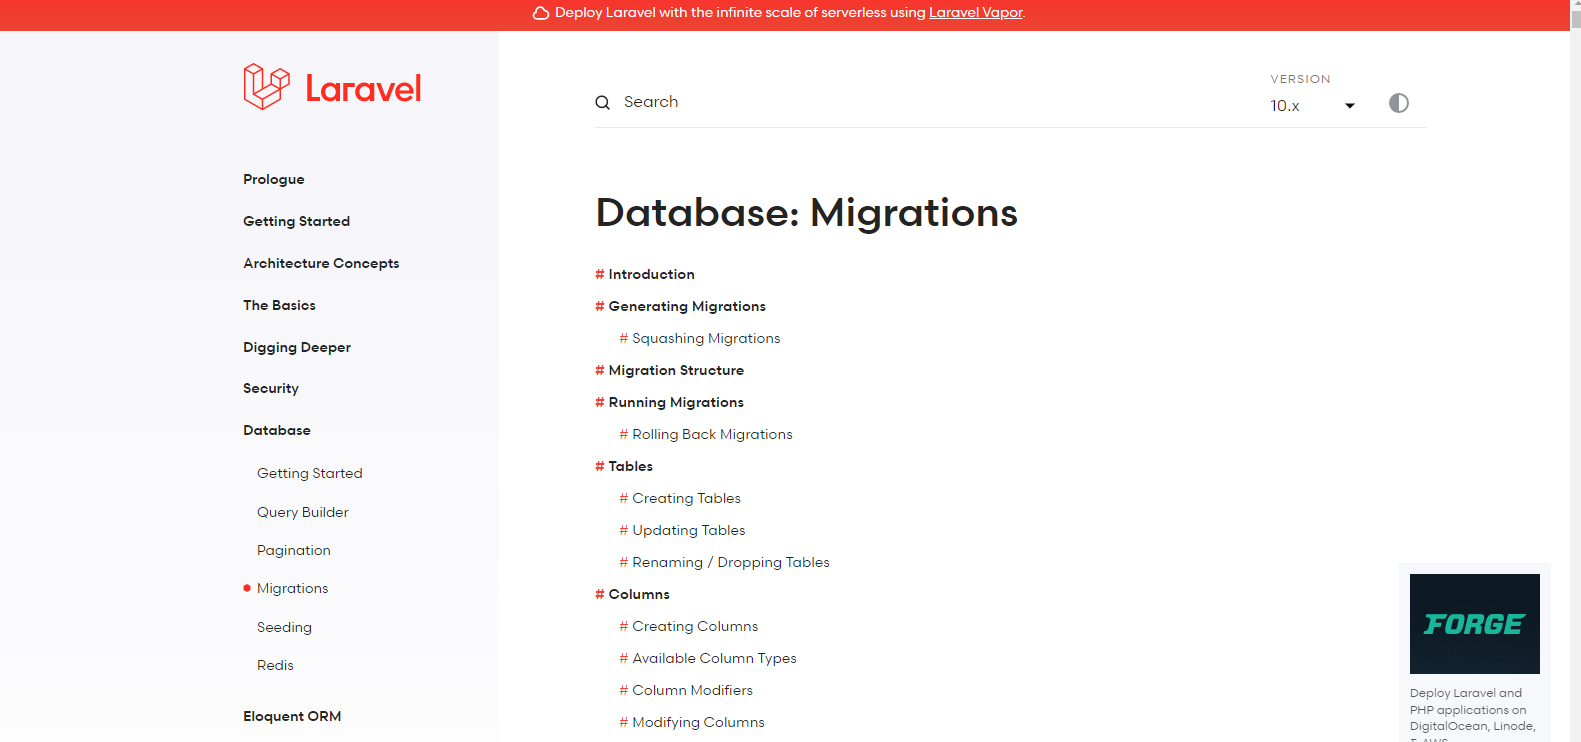 Deploy Laravel with the infinite scale of serverless using Laravel Vapor.
Laravel
Prologue
Getting Started
Architecture Concepts
The Basics
Digging Deeper
Security
Database
Getting Started
Query Builder
Pagination
Migrations
Seeding
Redis
Eloquent ORM
Search
VERSION
10.x
Database: Migrations
# Introduction
# Generating Migrations
# Squashing Migrations
# Migration Structure
# Running Migrations
# Rolling Back Migrations
# Tables
# Creating Tables
# Updating Tables
# Renaming / Dropping Tables
# Columns
# Creating Columns
# Available Column Types
# Column Modifiers
# Modifying Columns
FORGE
Deploy Laravel and
PHP applications on
DigitalOcean, Linode,
& AWS